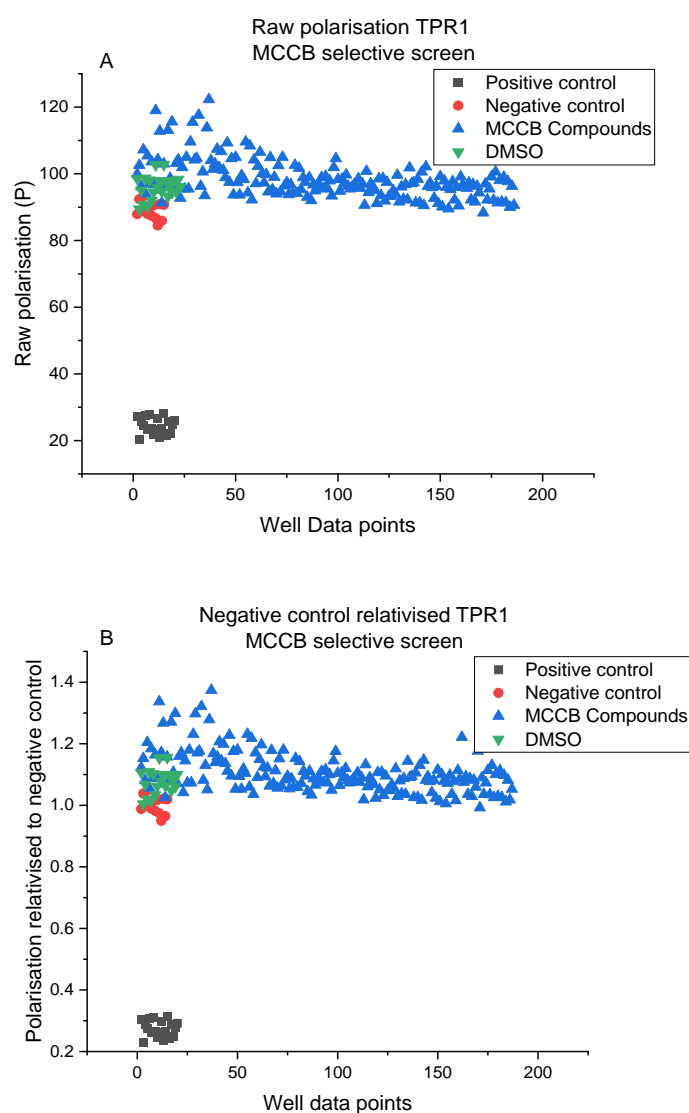 Raw polarisation TPR1
MCCB selective screen
A
Positive control
Negative control
MCCB Compounds
DMSO
120
100
80
60
40
20
Raw polarisation (P)
0
50
100
150
200
Well Data points
Negative control relativised TPR1
MCCB selective screen
B
Positive control
Negative control
MCCB Compounds
DMSO
1.4
1.2
1.0
0.8
0.6
0.4
0.2
Polarisation relativised to negative control
0
50
100
150
200
Well data points